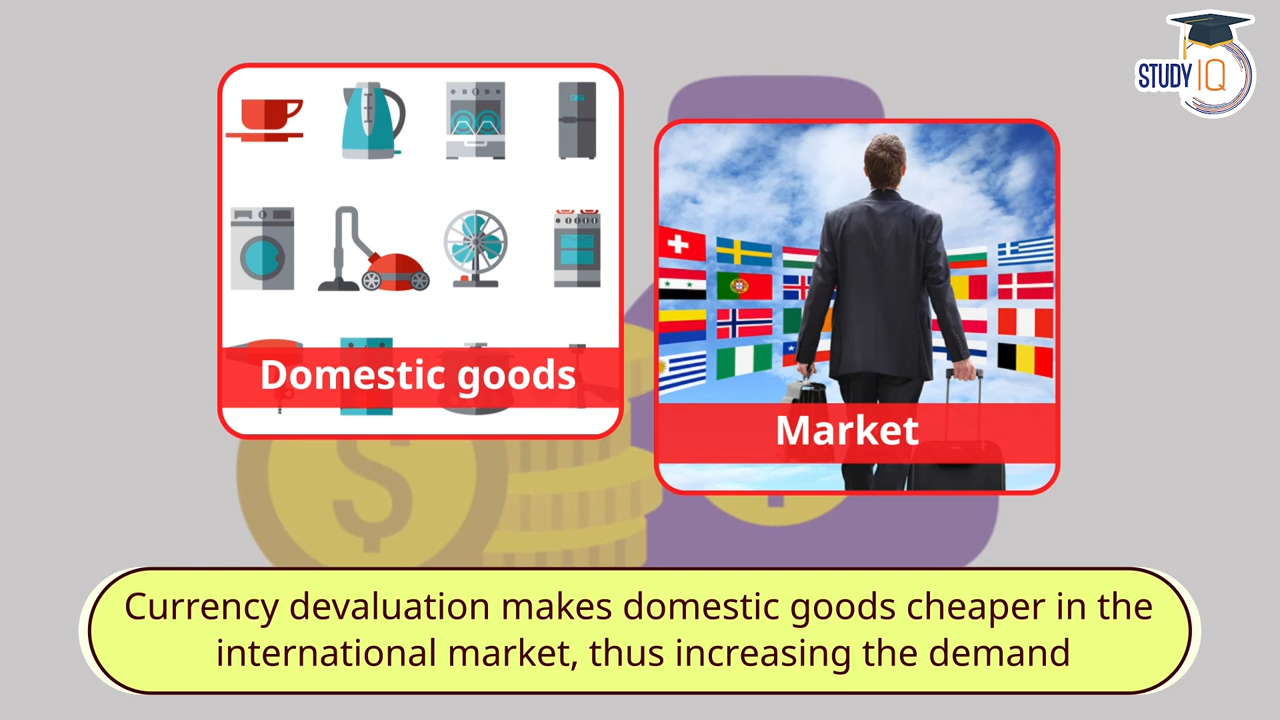 STUDY IQ
Domestic goods
Market
Currency devaluation makes domestic goods cheaper in the
international market, thus increasing the demand